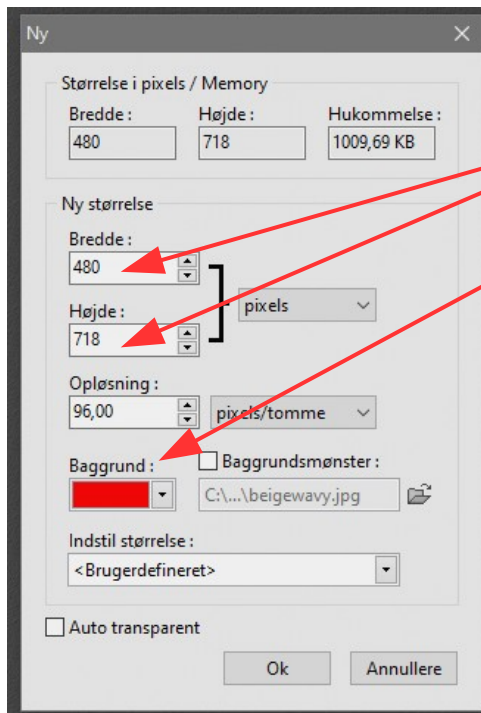 Ny
Størrelse i pixels / Memory
Bredde : Højde : Hukommelse :
480 718 1009,69 KB
Ny størrelse
Bredde :
480
pixels
Højde :
718
Opløsning :
96,00 pixels/tomme
Baggrund : Baggrundsmønster :
C:\...\beigewavy.jpg
Indstil størrelse :
<Brugerdefineret>
Auto transparent
Ok Annullere